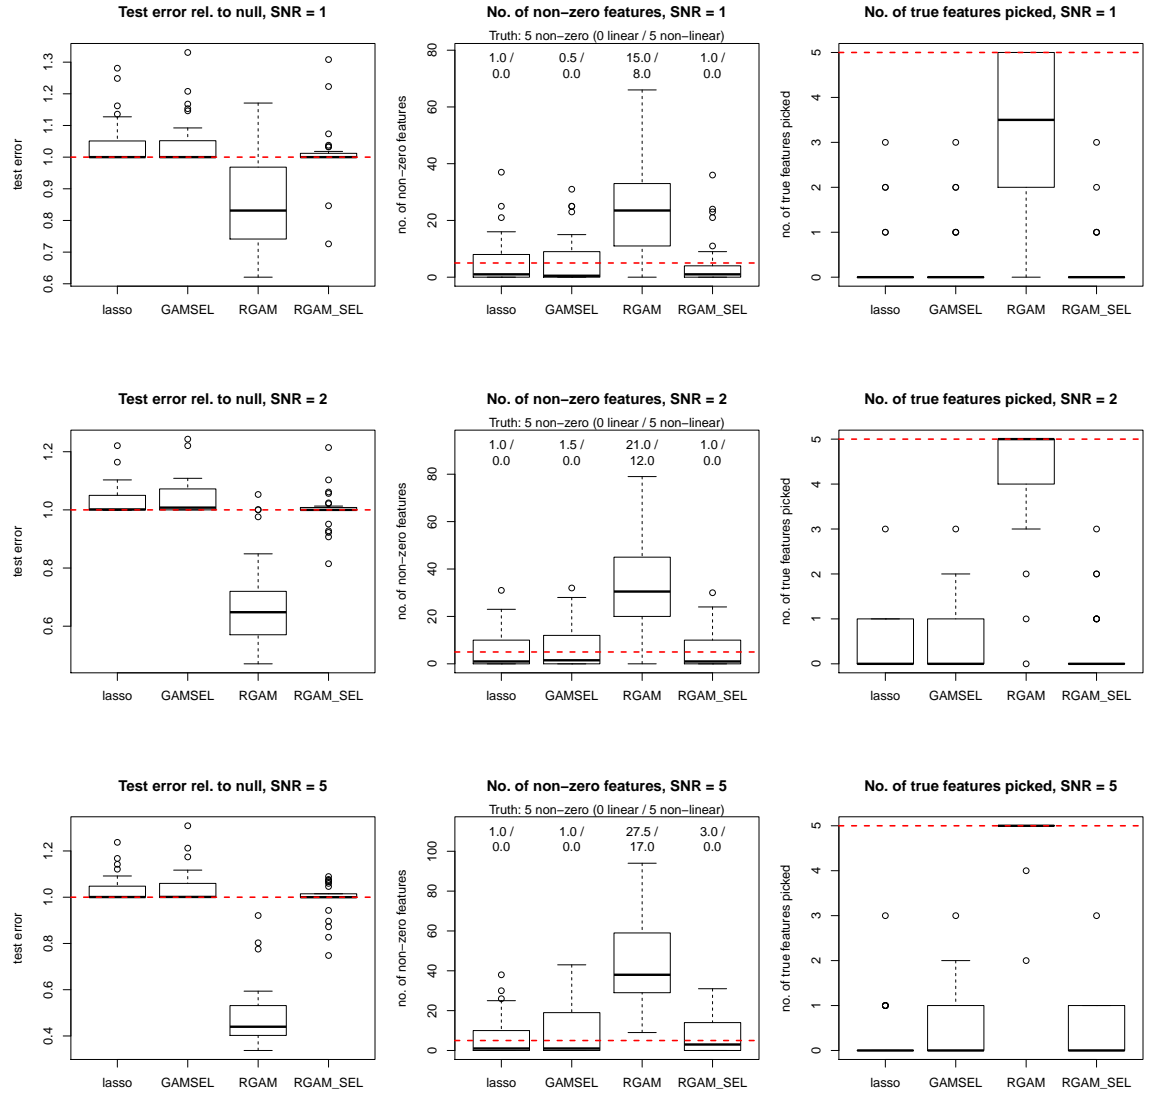 Test error rel. to null, SNR = 1
test error
0.6 0.7 0.8 0.9 1.0 1.1 1.2 1.3
lasso GAMSEL RGAM RGAM_SEL
No. of non−zero features, SNR = 1
Truth: 5 non−zero (0 linear / 5 non−linear)
1.0 / 0.5 / 15.0 / 1.0 /
0.0 0.0 8.0 0.0
no. of non−zero features
0 20 40 60 80
lasso GAMSEL RGAM RGAM_SEL
No. of true features picked, SNR = 1
no. of true features picked
0 1 2 3 4 5
lasso GAMSEL RGAM RGAM_SEL
Test error rel. to null, SNR = 2
test error
0.6 0.8 1.0 1.2
lasso GAMSEL RGAM RGAM_SEL
No. of non−zero features, SNR = 2
Truth: 5 non−zero (0 linear / 5 non−linear)
1.0 / 1.5 / 21.0 / 1.0 /
0.0 0.0 12.0 0.0
no. of non−zero features
0 20 40 60 80
lasso GAMSEL RGAM RGAM_SEL
No. of true features picked, SNR = 2
no. of true features picked
0 1 2 3 4 5
lasso GAMSEL RGAM RGAM_SEL
Test error rel. to null, SNR = 5
test error
0.4 0.6 0.8 1.0 1.2
lasso GAMSEL RGAM RGAM_SEL
No. of non−zero features, SNR = 5
Truth: 5 non−zero (0 linear / 5 non−linear)
1.0 / 1.0 / 27.5 / 3.0 /
0.0 0.0 17.0 0.0
no. of non−zero features
0 20 40 60 80 100
lasso GAMSEL RGAM RGAM_SEL
No. of true features picked, SNR = 5
no. of true features picked
0 1 2 3 4 5
lasso GAMSEL RGAM RGAM_SEL